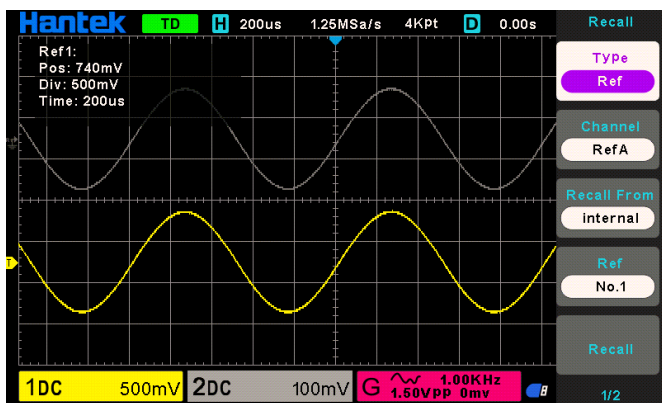 Hantek TD H 200us 1.25MSa/s 4KPt D 0.00s Recall
Ref1:
Pos: 740mV
Div: 500mV
Time: 200us
Type
Ref
Channel
RefA
Recall From
internal
Ref
No.1
Recall
1/2
T
1DC 500mV 2DC 100mV G 1.00KHz
1.50VPP 0mv